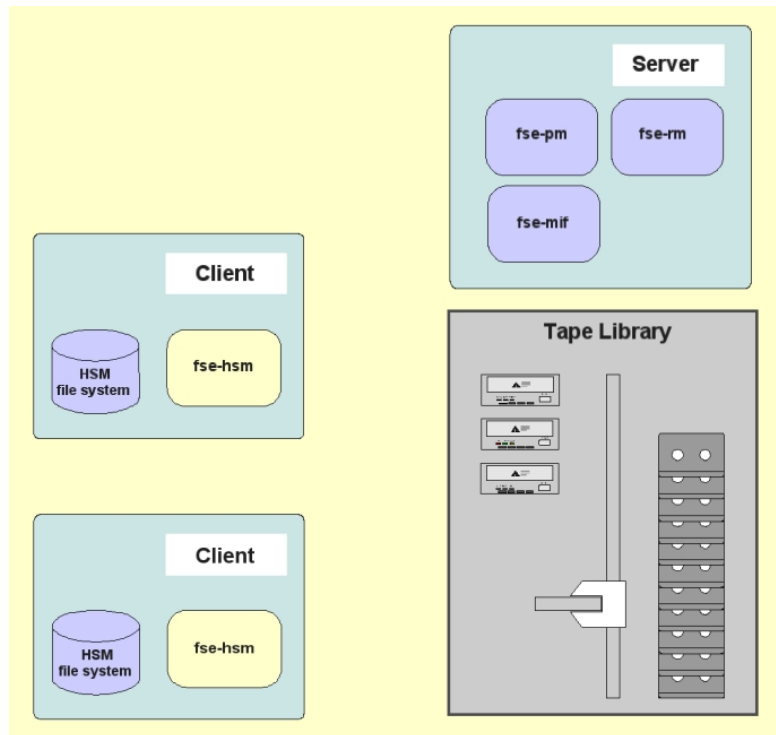 Server
fse-pm
fse-rm
fse-mif
Client
HSM
file system
fse-hsm
Tape Library
Client
HSM
file system
fse-hsm